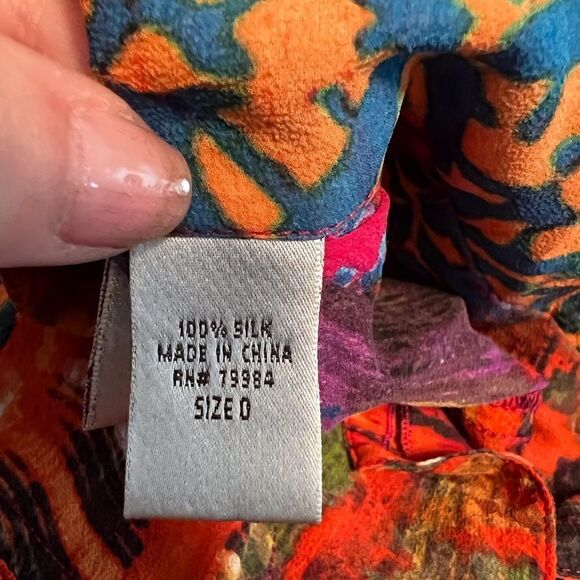 100% SILK
MADE IN CHINA
RN# 79984
SIZE 0